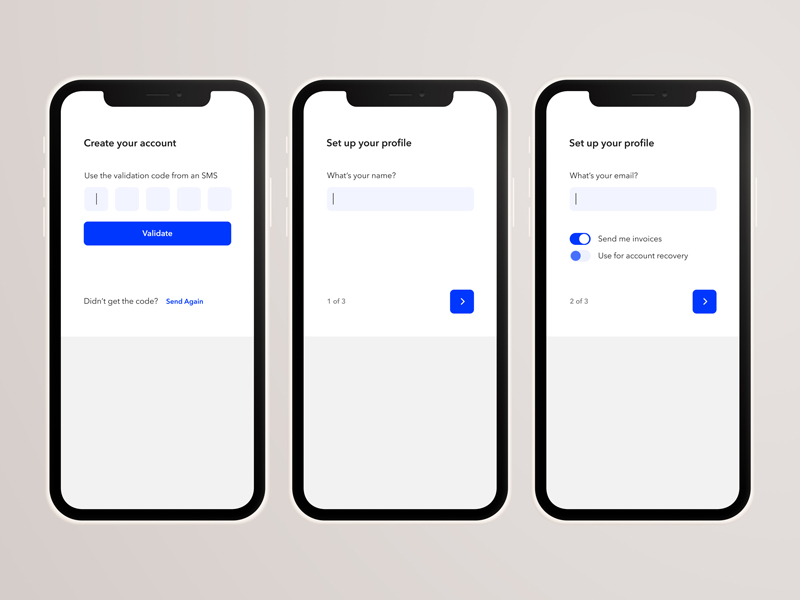 Create your account
Use the validation code from an SMS
Validate
Didn't get the code? Send Again
Set up your profile
What's your name?
1 of 3
Set up your profile
What's your email?
Send me invoices
Use for account recovery
2 of 3